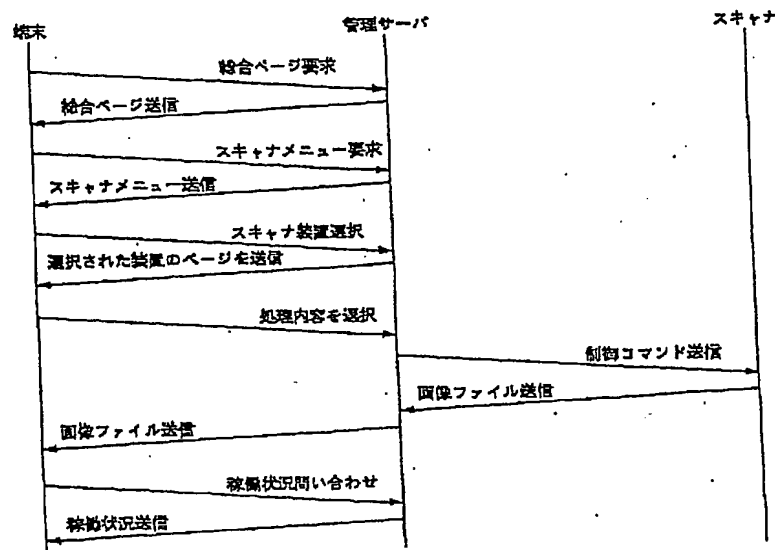 端末
管理サーバ
スキャナ
総合ページ要求
総合ページ送信
スキャナメニュー要求
スキャナメニュー送信
スキャナ装置選択
選択された装置のページを送信
処理内容を選択
制御コマンド送信
画像ファイル送信
画像ファイル送信
稼働状況問い合わせ
稼働状況送信